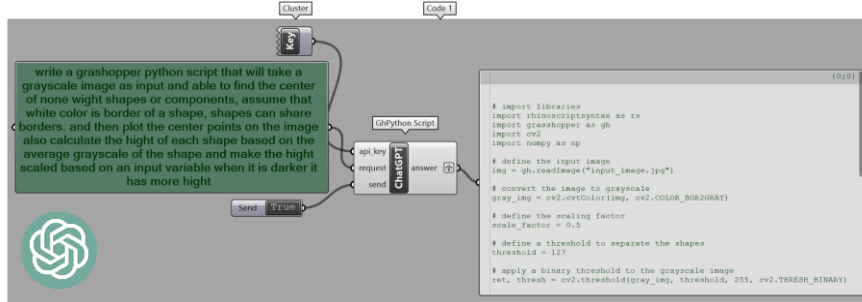 Cluster
Code 1
Key
write a grashopper python script that will take a
grayscale image as input and able to find the center
of none wight shapes or components, assume that
white color is border of a shape, shapes can share
borders. and then plot the center points on the image
also calculate the hight of each shape based on the
average grayscale of the shape and make the hight
scaled based on an input variable when it is darker it
has more hight
Send True
GhPython Script
api_key
request
send
ChatGPT
answer
{0;0}
# import libraries
import rhinoscriptsyntax as rs
import grasshopper as gh
import cv2
import numpy as np
# define the input image
img = gh.readImage("input_image.jpg")
# convert the image to grayscale
gray_img = cv2.cvtColor(img, cv2.COLOR_BGR2GRAY)
# define the scaling factor
scale_factor = 0.5
# define a threshold to separate the shapes
threshold = 127
# apply a binary threshold to the grayscale image
ret, thresh = cv2.threshold(gray_img, threshold, 255, cv2.THRESH_BINARY)